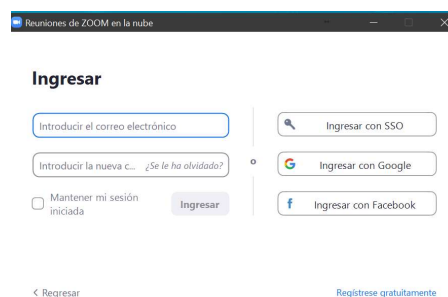 Reuniones de ZOOM en la nube
Ingresar
Introducir el correo electrónico
Introducir la nueva c... ¿Se le ha olvidado?
Mantener mi sesión
iniciada
Ingresar
o
Ingresar con SSO
Ingresar con Google
Ingresar con Facebook
< Regresar
Regístrese gratuitamente